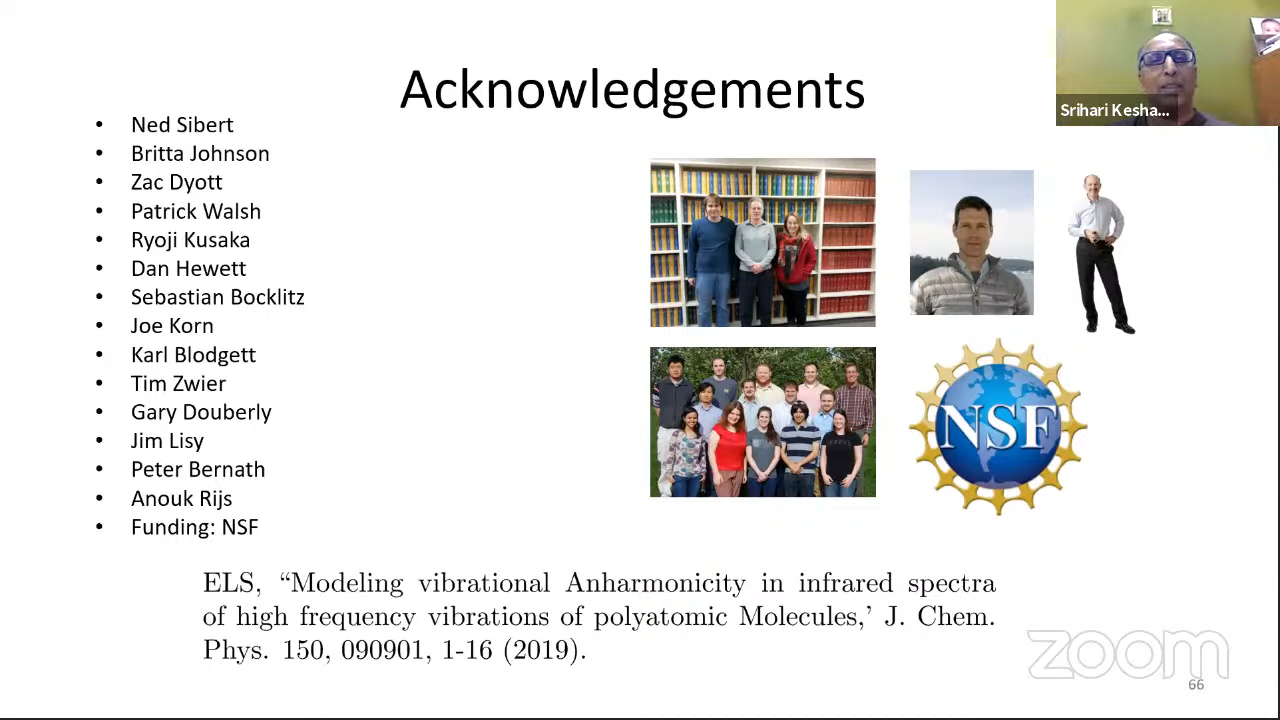 Acknowledgements
• Ned Sibert
• Britta Johnson
• Zac Dyott
• Patrick Walsh
• Ryoji Kusaka
• Dan Hewett
• Sebastian Bocklitz
• Joe Korn
• Karl Blodgett
• Tim Zwier
• Gary Douberly
• Jim Lisy
• Peter Bernath
• Anouk Rijs
• Funding: NSF
Srihari Kesha...
NSF
ELS, “Modeling vibrational Anharmonicity in infrared spectra
of high frequency vibrations of polyatomic Molecules,’ J. Chem.
Phys. 150, 090901, 1-16 (2019).
zoom
66